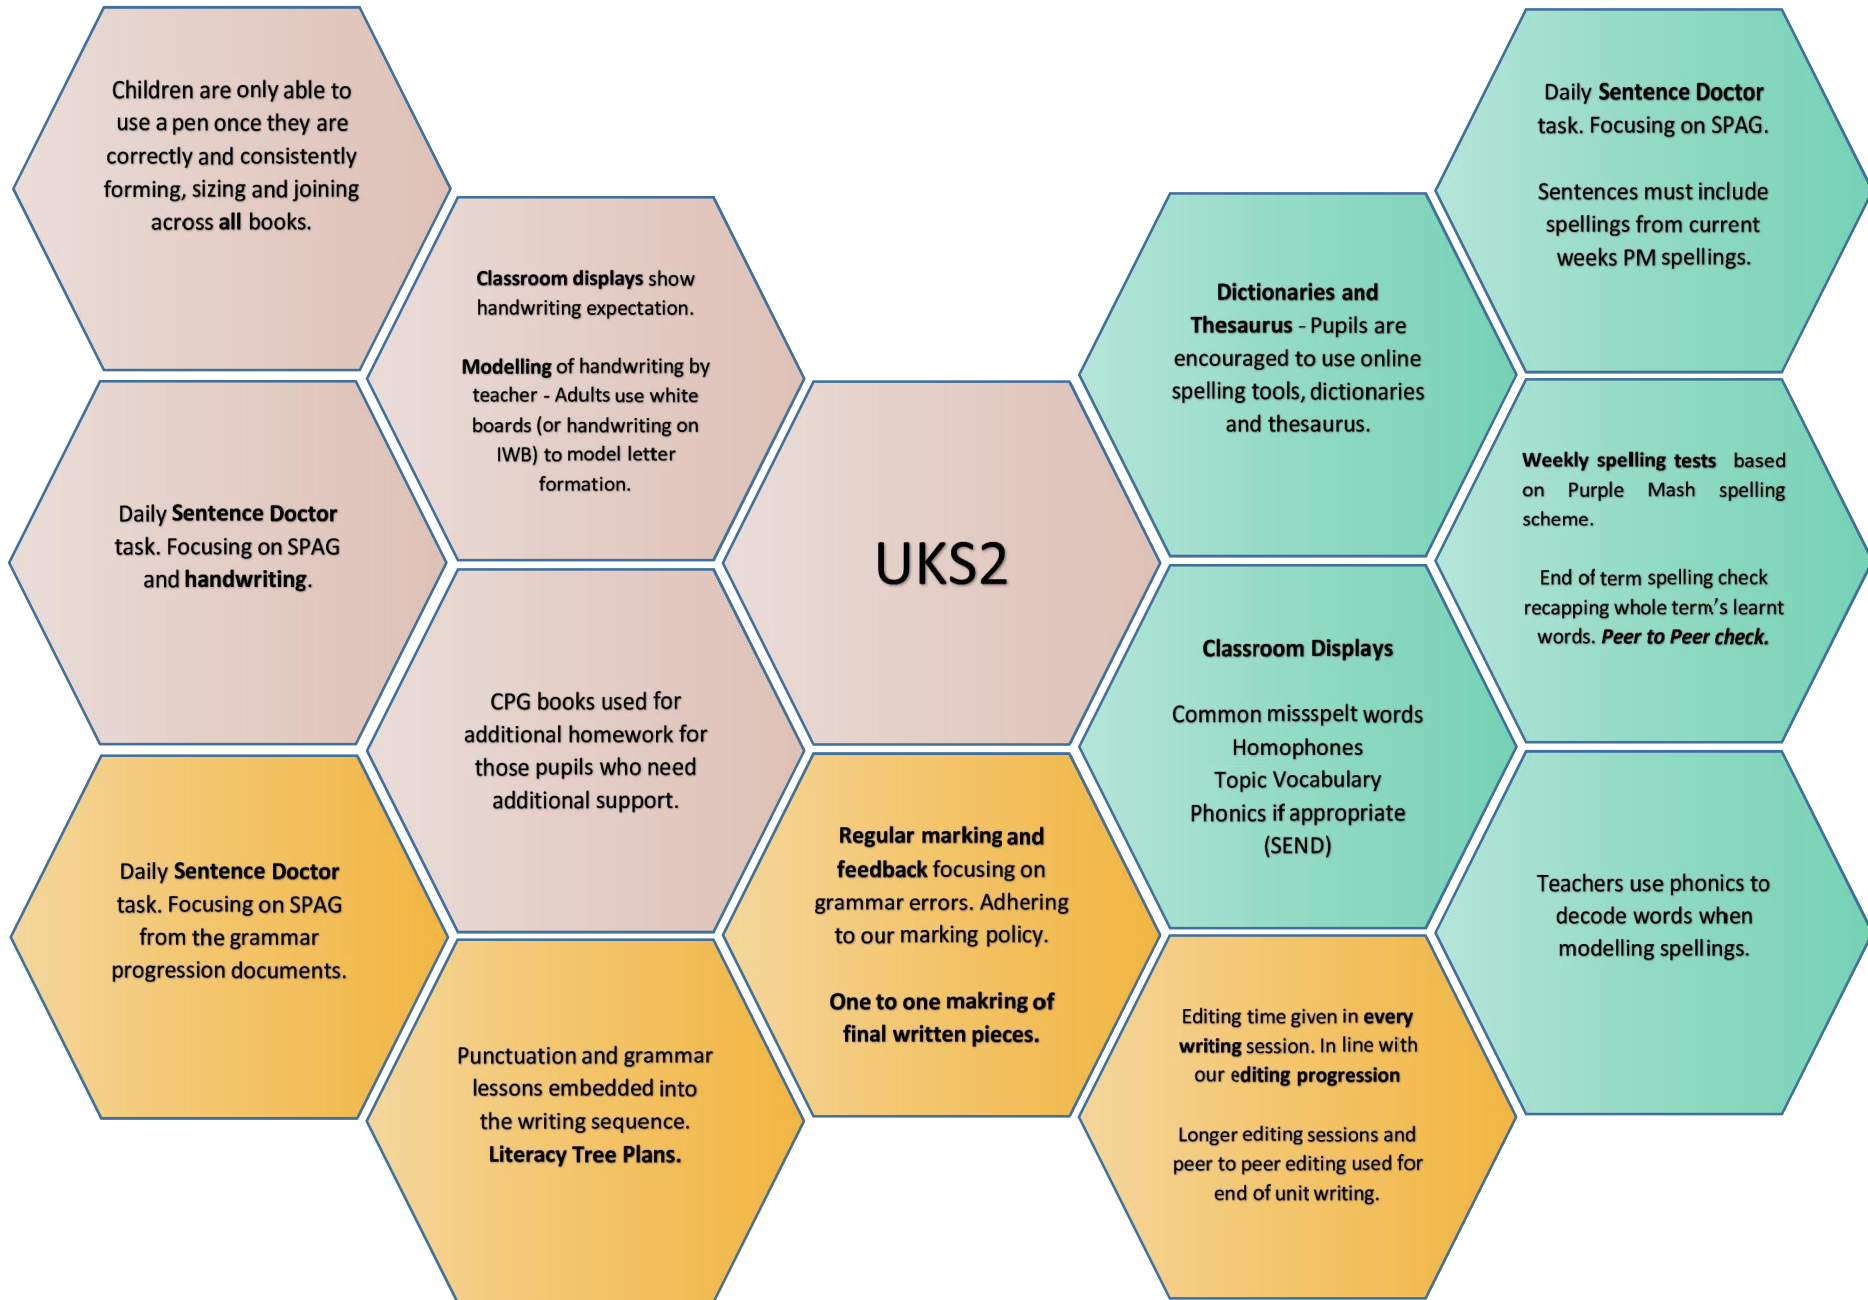 Children are only able to
use a pen once they are
correctly and consistently
forming, sizing and joining
across all books.
Classroom displays show
handwriting expectation.
Modelling of handwriting by
teacher - Adults use white
boards (or handwriting on
IWB) to model letter
formation.
Daily Sentence Doctor
task. Focusing on SPAG
and handwriting.
CPG books used for
additional homework for
those pupils who need
additional support.
UKS2
Dictionaries and
Thesaurus - Pupils are
encouraged to use online
spelling tools, dictionaries
and thesaurus.
Daily Sentence Doctor
task. Focusing on SPAG.
Sentences must include
spellings from current
weeks PM spellings.
Weekly spelling tests based
on Purple Mash spelling
scheme.
End of term spelling check
recapping whole term's learnt
words. Peer to Peer check.
Classroom Displays
Common missspelt words
Homophones
Topic Vocabulary
Phonics if appropriate
(SEND)
Teachers use phonics to
decode words when
modelling spellings.
Daily Sentence Doctor
task. Focusing on SPAG
from the grammar
progression documents.
Punctuation and grammar
lessons embedded into
the writing sequence.
Literacy Tree Plans.
Regular marking and
feedback focusing on
grammar errors. Adhering
to our marking policy.
One to one makring of
final written pieces.
Editing time given in every
writing session. In line with
our editing progression
Longer editing sessions and
peer to peer editing used for
end of unit writing.